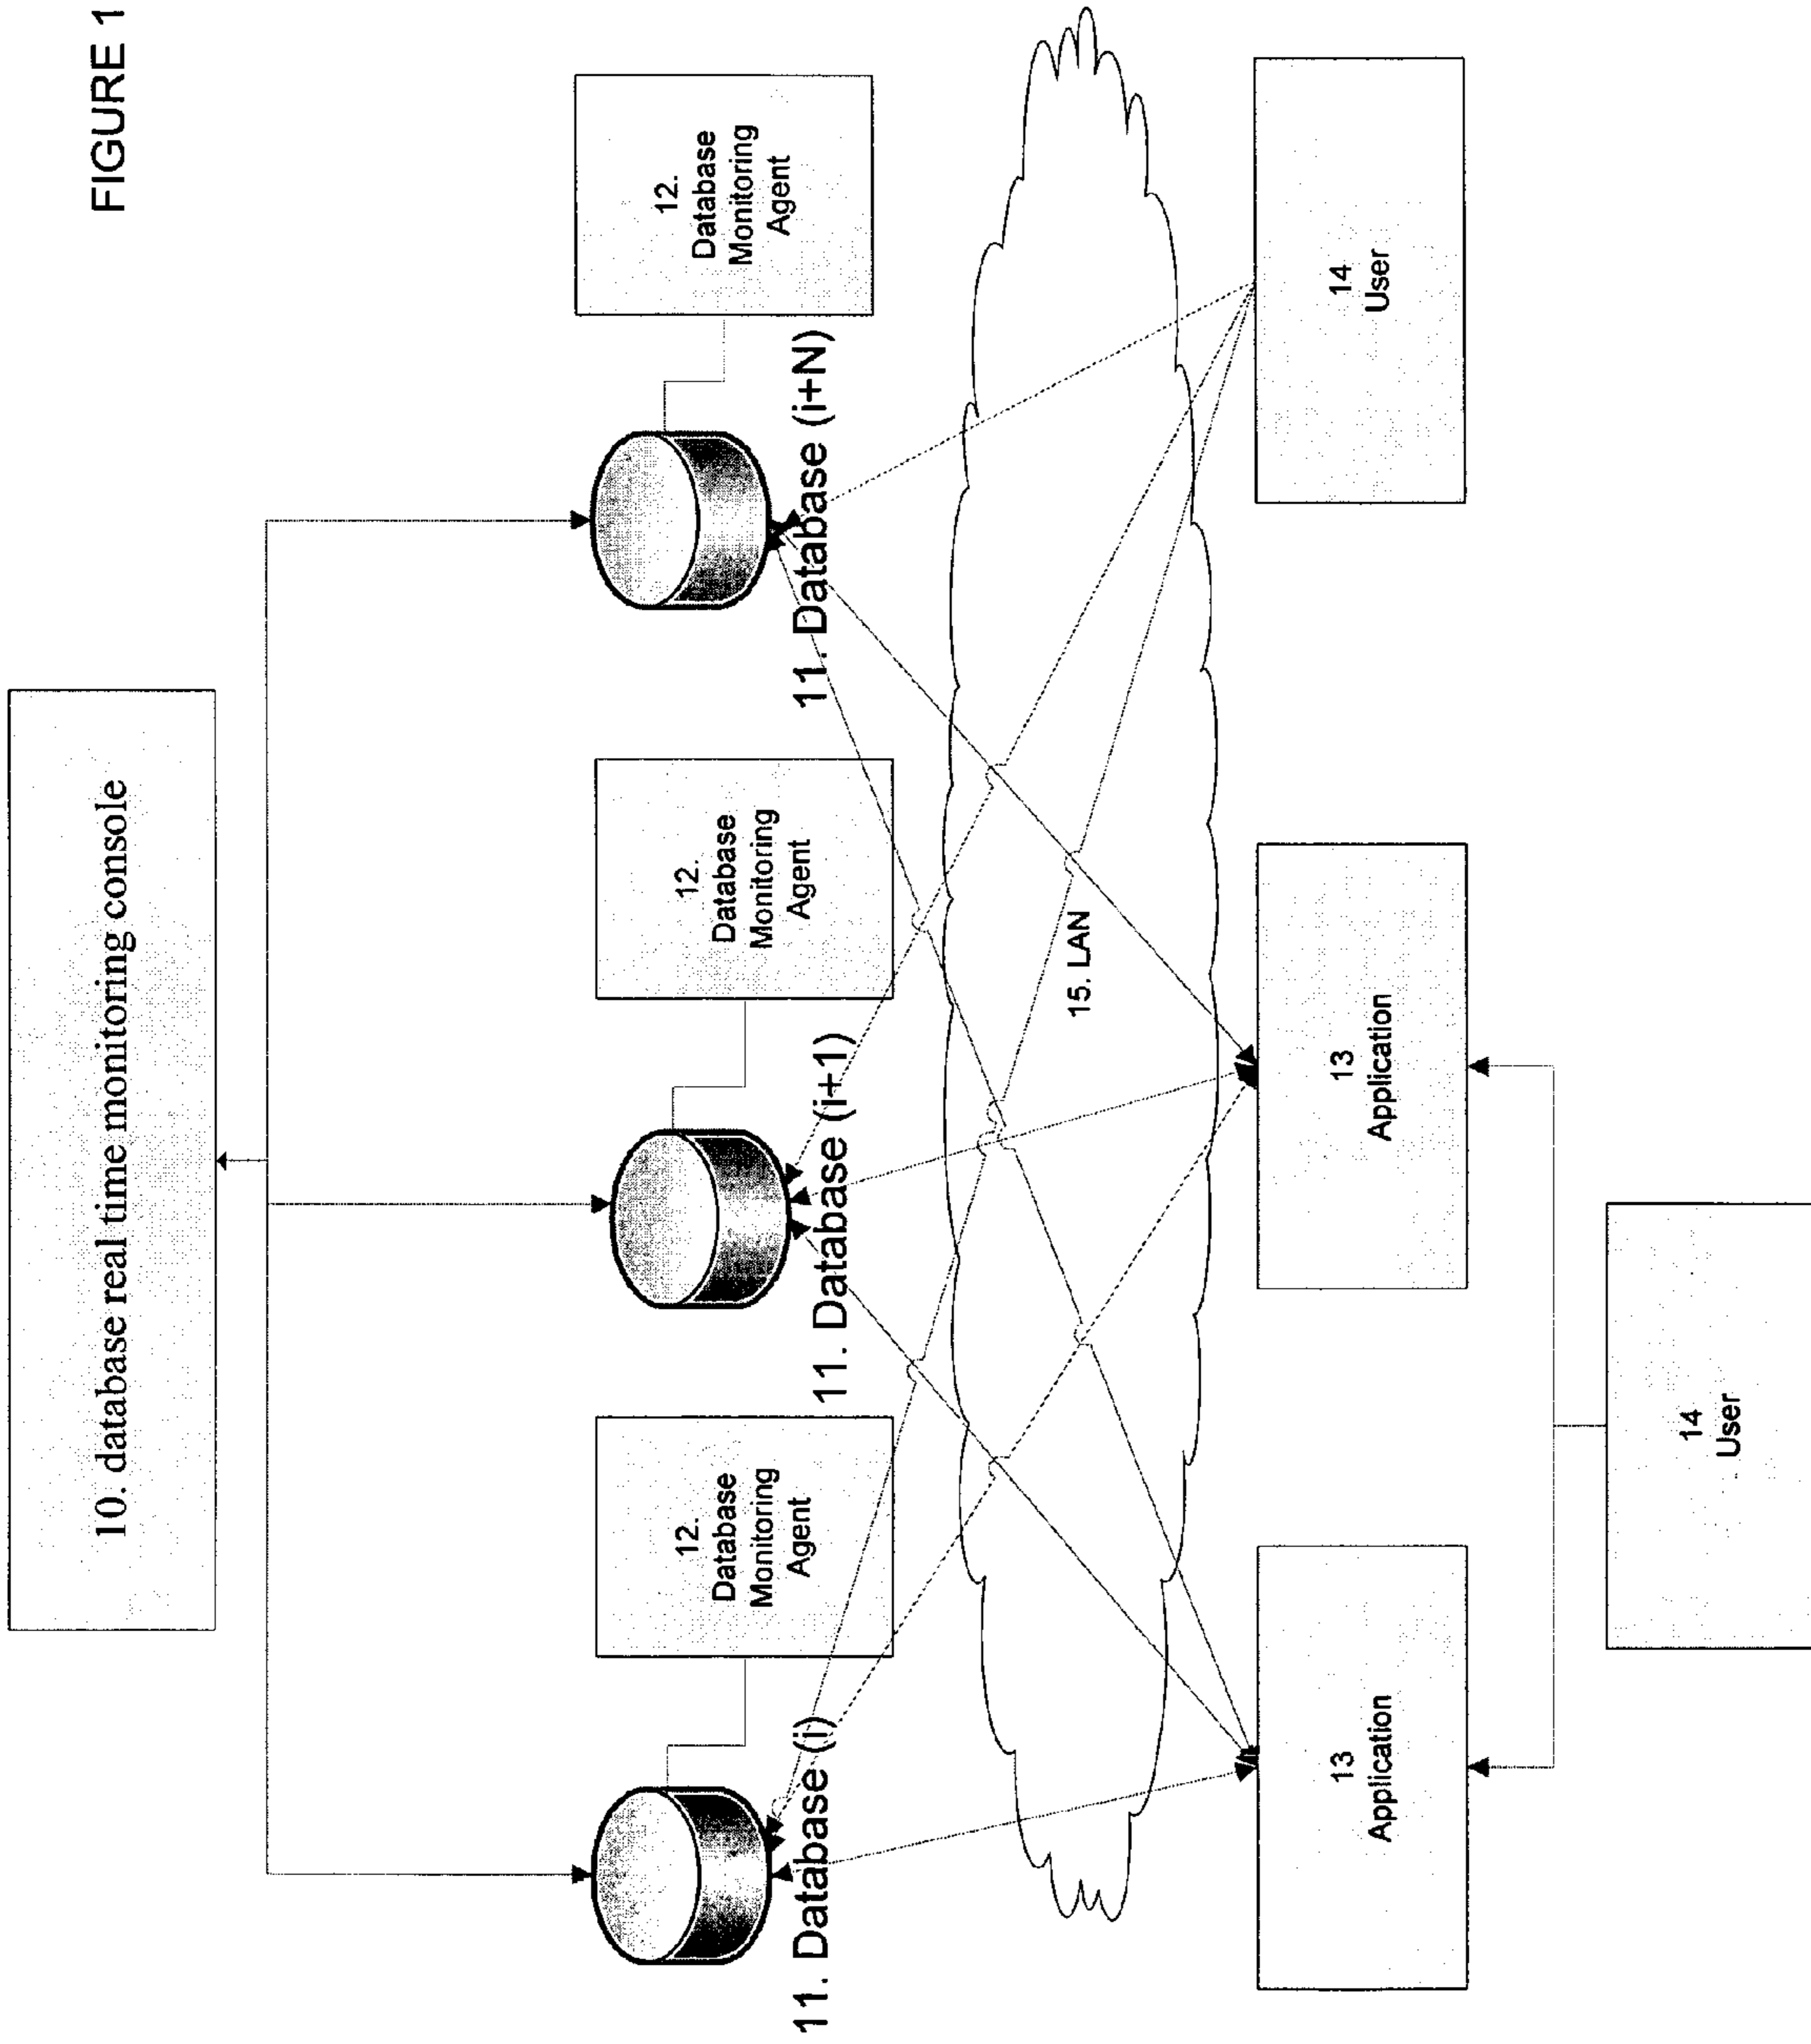 FIGURE 1
10. database real time monitoring console
12.
Database
Monitoring
Agent
12.
Database
Monitoring
Agent
12.
Database
Monitoring
Agent
11. Database (i)
11. Database (i+1)
11. Database (i+N)
15. LAN
13
Application
13
Application
14
User
14
User